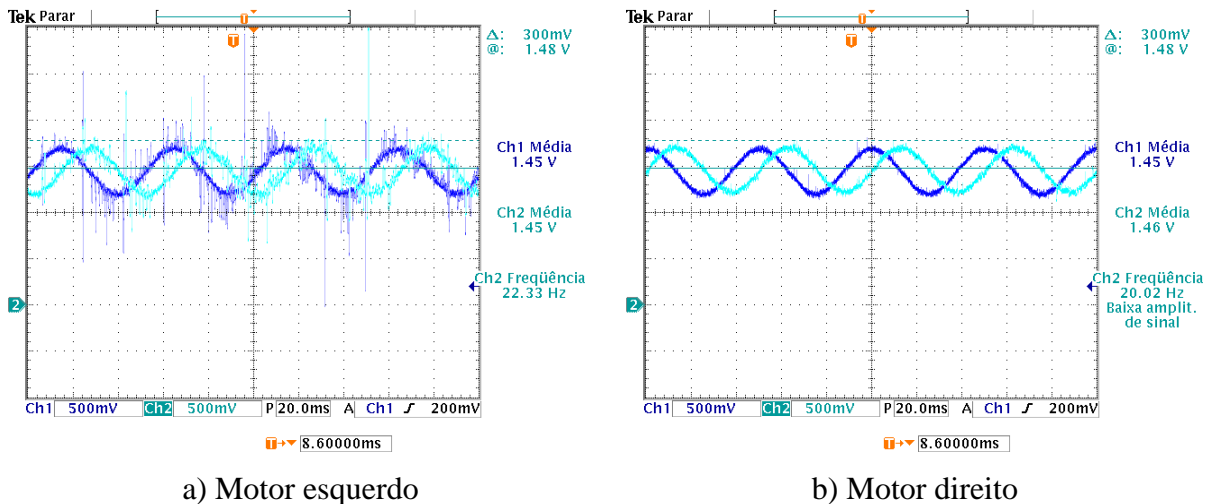 Tek Parar
T
T
Δ: 300mV
@: 1.48 V
Ch1 Média
1.45 V
Ch2 Média
1.45 V
Ch2 Freqüência
22.33 Hz
2
Ch1 500mV Ch2 500mV P 20.0ms A Ch1 200mV
T 8.60000ms
a) Motor esquerdo
Tek Parar
T
T
Δ: 300mV
@: 1.48 V
Ch1 Média
1.45 V
Ch2 Média
1.46 V
Ch2 Freqüência
20.02 Hz
Baixa amplit.
de sinal
2
Ch1 500mV Ch2 500mV P 20.0ms A Ch1 200mV
T 8.60000ms
b) Motor direito